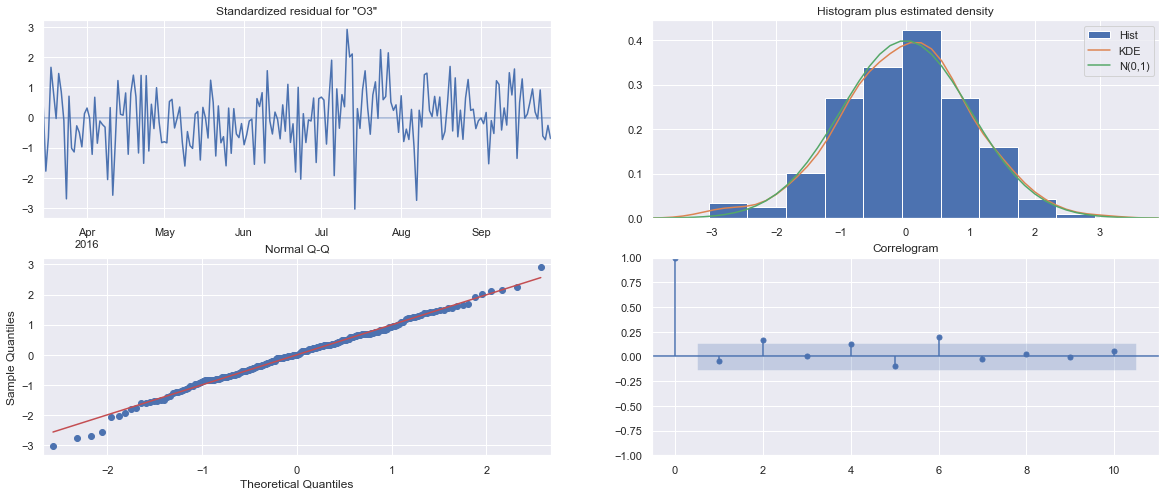 Standardized residual for "O3"
3
2
1
0
−1
−2
−3
Apr
2016
May
Jun
Jul
Aug
Sep
Histogram plus estimated density
Hist
KDE
N(0,1)
0.4
0.3
0.2
0.1
0.0
−3 −2 −1 0 1 2 3
Normal Q-Q
Sample Quantiles
3
2
1
0
−1
−2
−3
−2 −1 0 1 2
Theoretical Quantiles
Correlogram
1.00
0.75
0.50
0.25
0.00
−0.25
−0.50
−0.75
−1.00
0 2 4 6 8 10